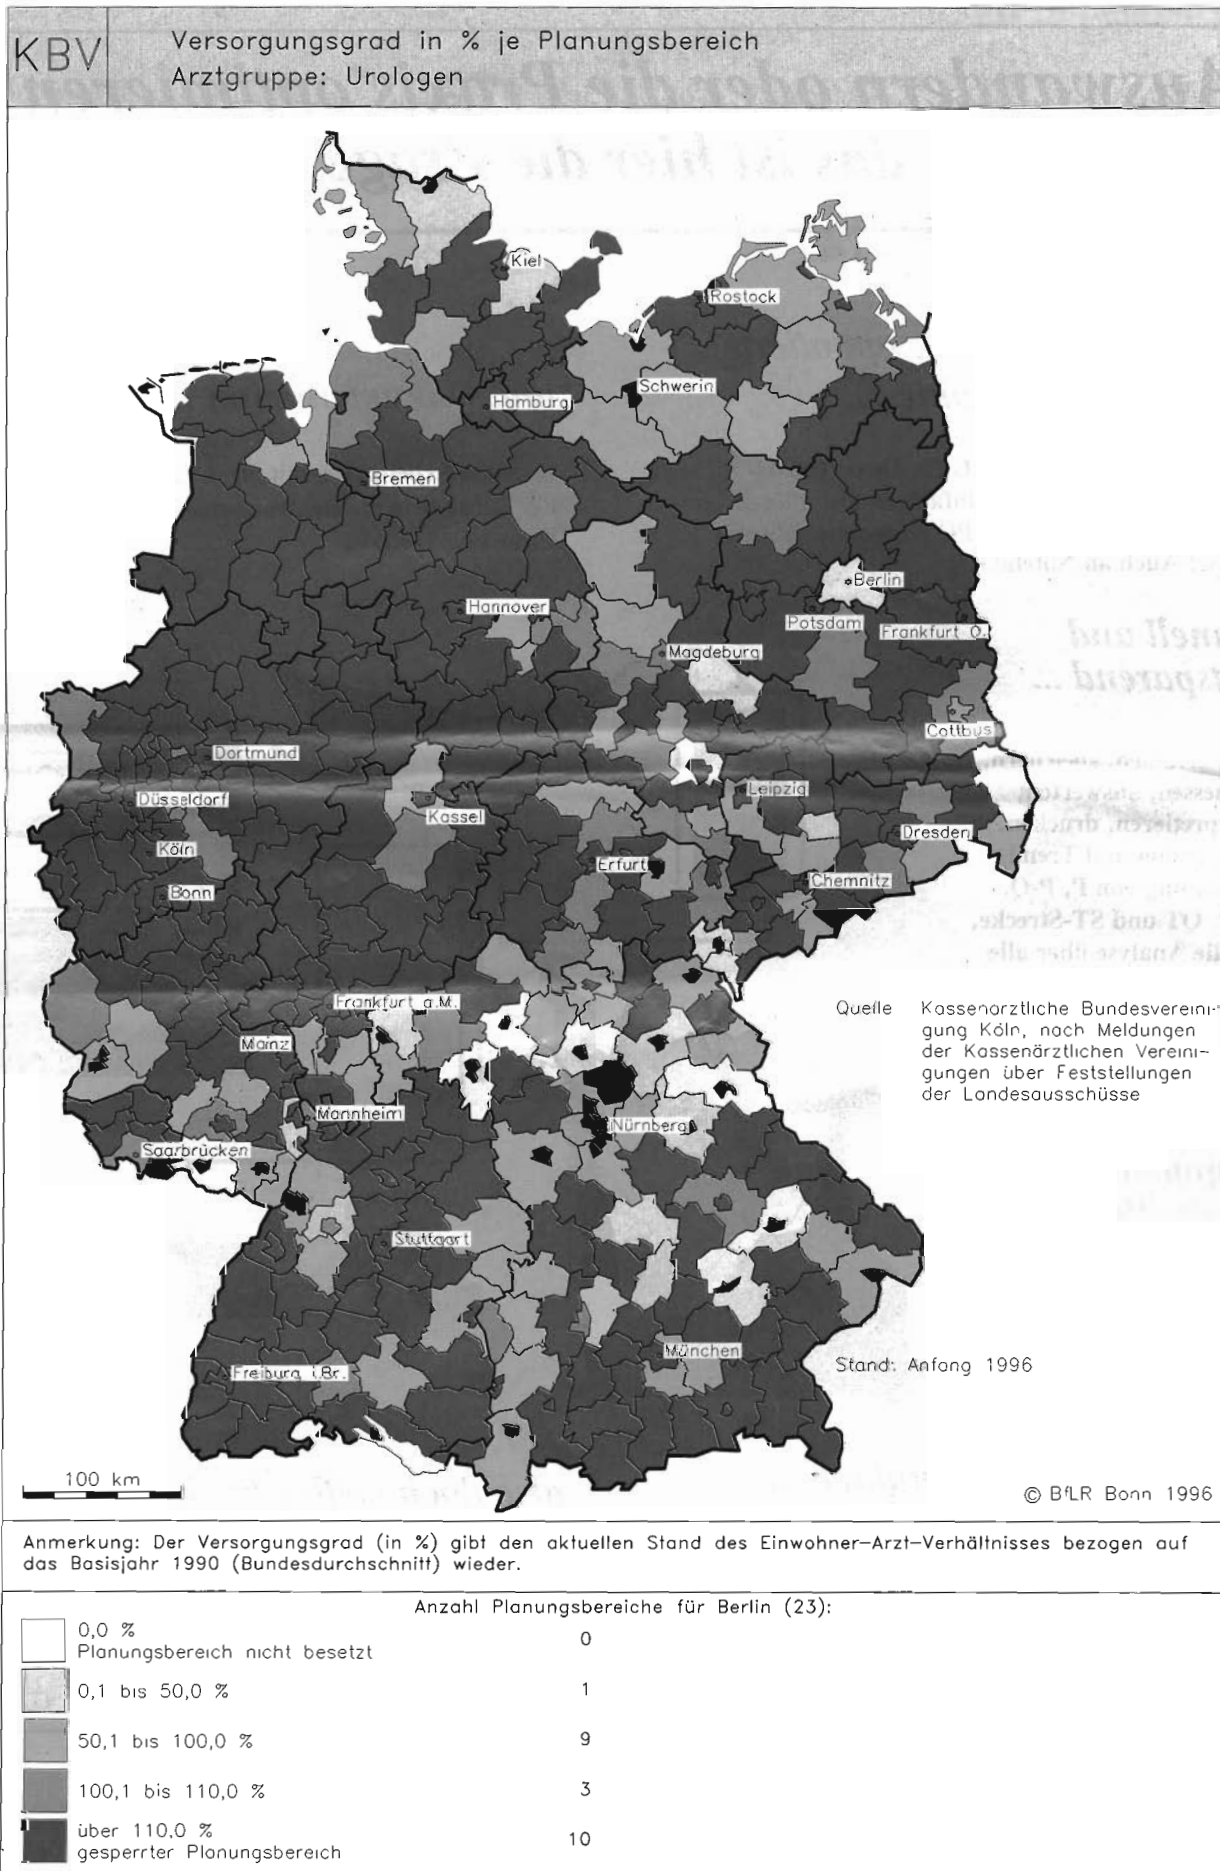 KBV
Versorgungsgrad in % je Planungsbereich
Arztgruppe: Urologen
Kiel
Rostock
Schwerin
Hamburg
Bremen
Berlin
Hannover
Potsdam
Frankfurt O.
Magdeburg
Cottbus
Dortmund
Leipzig
Düsseldorf
Kassel
Dresden
Köln
Erfurt
Chemnitz
Bonn
Frankfurt a.M.
Mainz
Mannheim
Nürnberg
Saarbrücken
Stuttgart
München
Freiburg i.Br.
Quelle Kassenärztliche Bundesvereini-
gung Köln, nach Meldungen
der Kassenärztlichen Vereini-
gungen über Feststellungen
der Landesausschüsse
Stand: Anfang 1996
100 km
© BfLR Bonn 1996
Anmerkung: Der Versorgungsgrad (in %) gibt den aktuellen Stand des Einwohner-Arzt-Verhältnisses bezogen auf
das Basisjahr 1990 (Bundesdurchschnitt) wieder.
Anzahl Planungsbereiche für Berlin (23):
0,0 %
Planungsbereich nicht besetzt 0
0,1 bis 50,0 % 1
50,1 bis 100,0 % 9
100,1 bis 110,0 % 3
über 110,0 %
gesperrter Planungsbereich 10